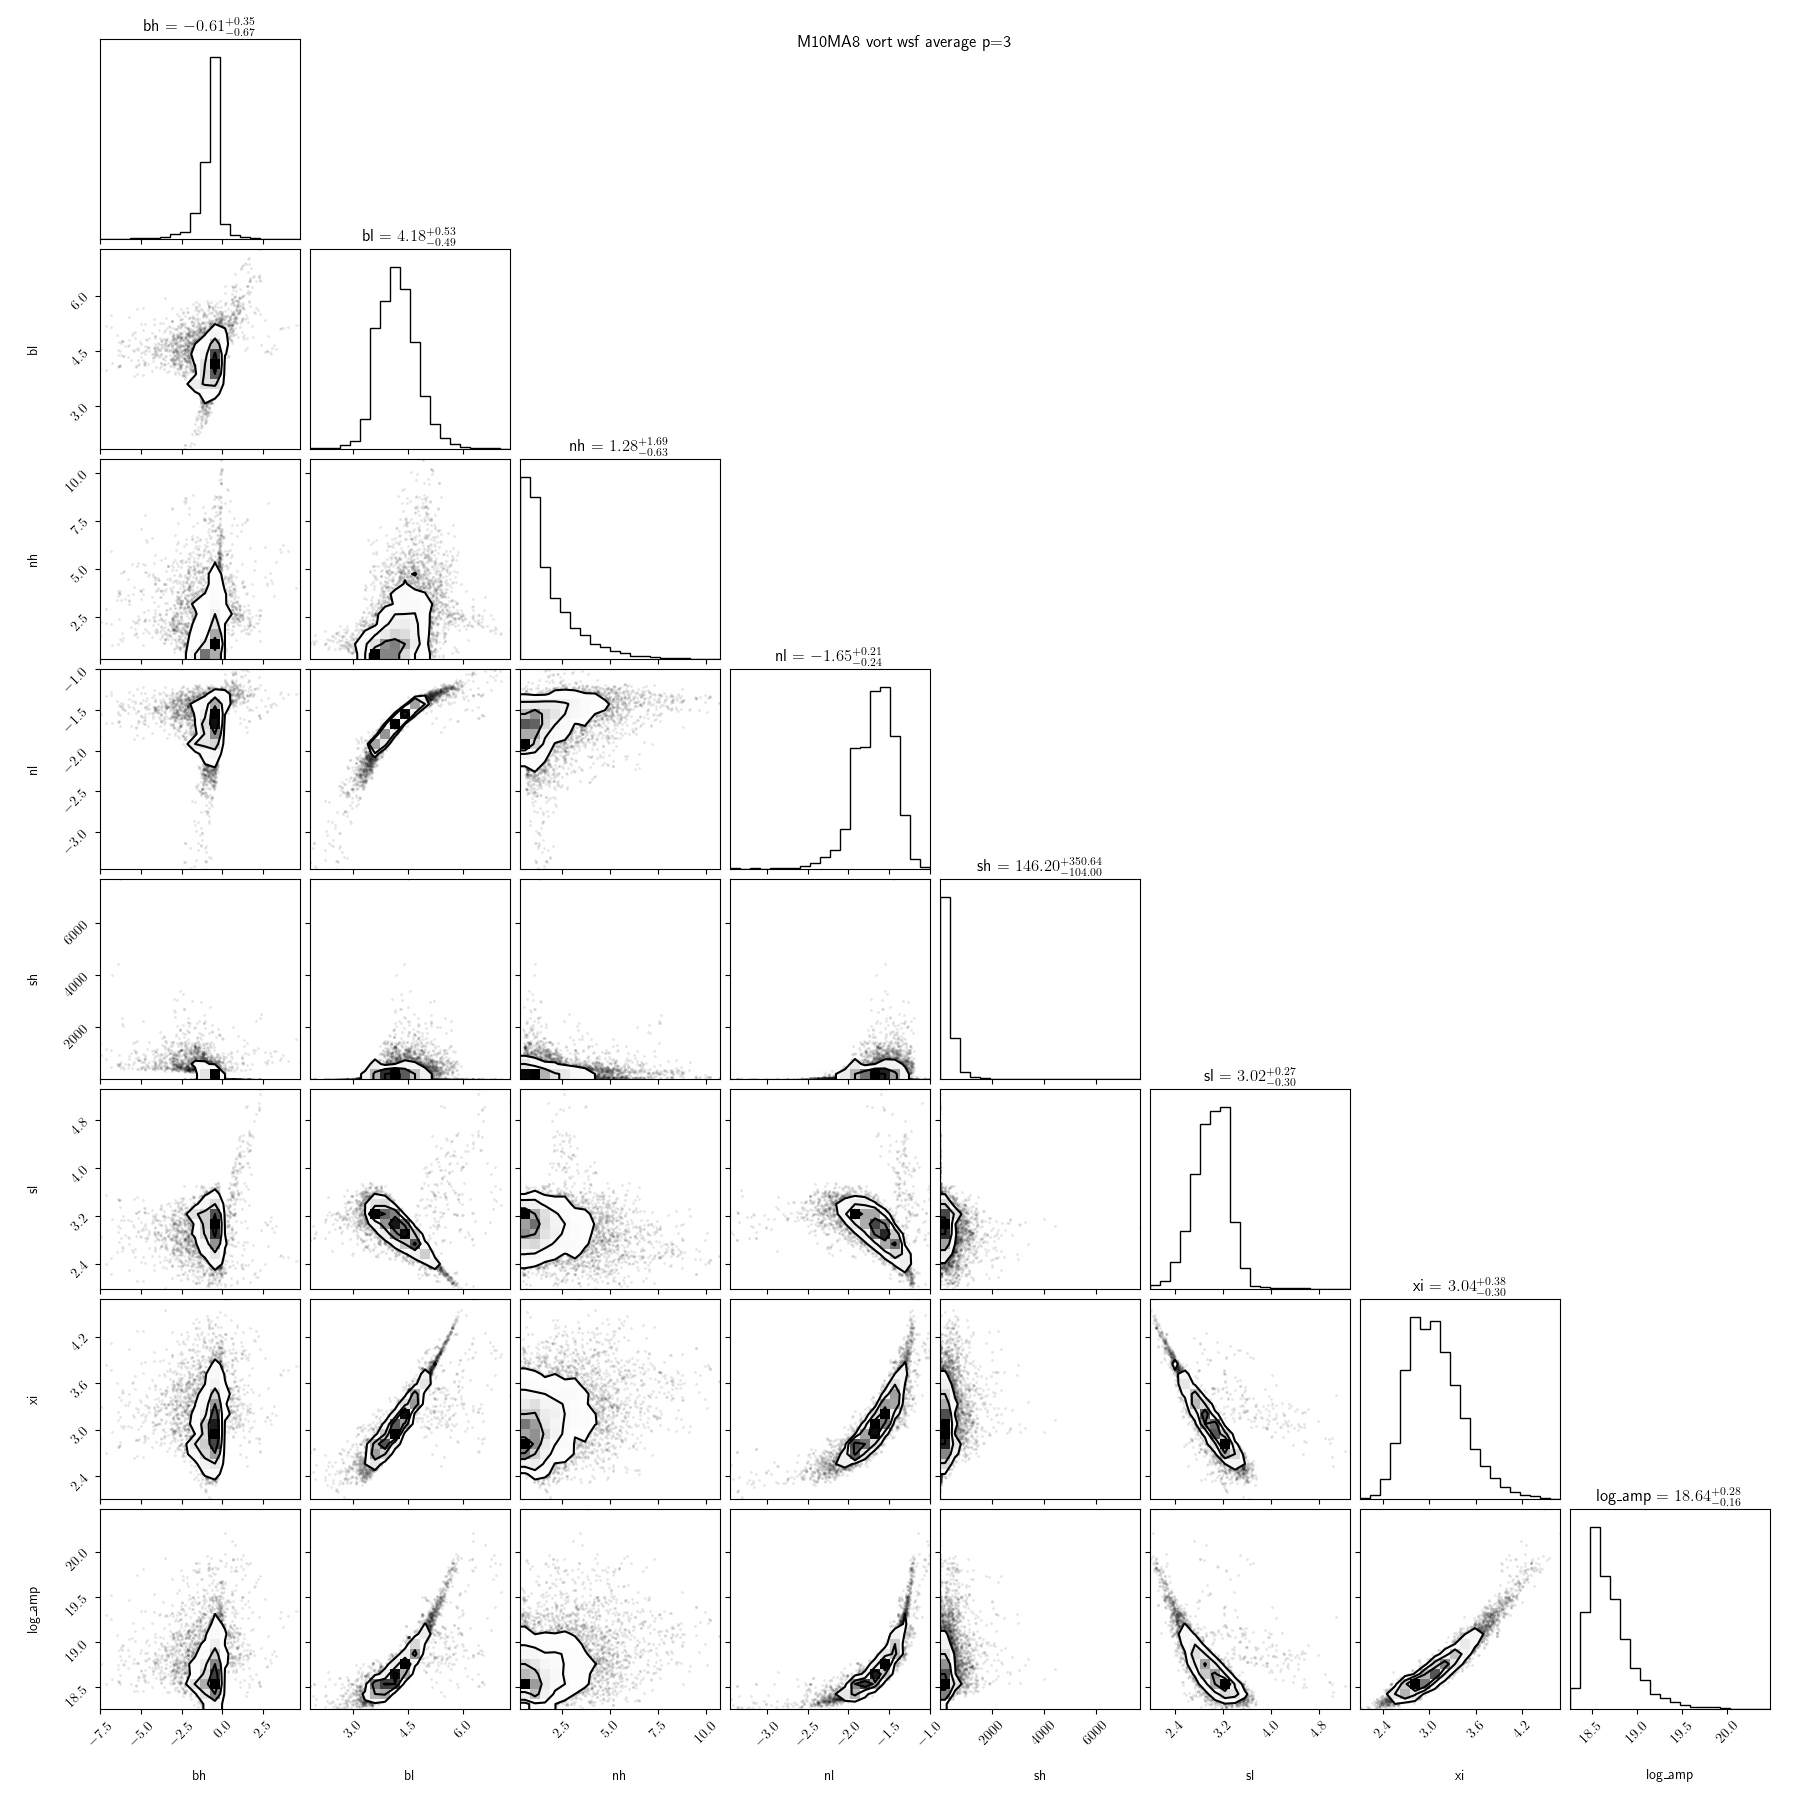 bh = −0.61+0.35−0.67
M10MA8 vort wsf average p=3
bl = 4.18+0.53−0.49
6.0
4.5
3.0
bl
nh = 1.28+1.69−0.63
10.0
7.5
5.0
2.5
nh
nl = −1.65+0.21−0.24
−1.0
−1.5
−2.0
−2.5
−3.0
nl
sh = 146.20+350.64−104.00
6000
4000
2000
sh
sl = 3.02+0.27−0.30
4.8
4.0
3.2
2.4
sl
xi = 3.04+0.38−0.30
4.2
3.6
3.0
2.4
xi
log_amp = 18.64+0.28−0.16
20.0
19.5
19.0
18.5
log_amp
−7.5 −5.0 −2.5 0.0 2.5 3.0 4.5 6.0 2.5 5.0 7.5 10.0 −3.0 −2.5 −2.0 −1.5 −1.0 2000 4000 6000 2.4 3.2 4.0 4.8 2.4 3.0 3.6 4.2 18.5 19.0 19.5 20.0
bh bl nh nl sh sl xi log_amp